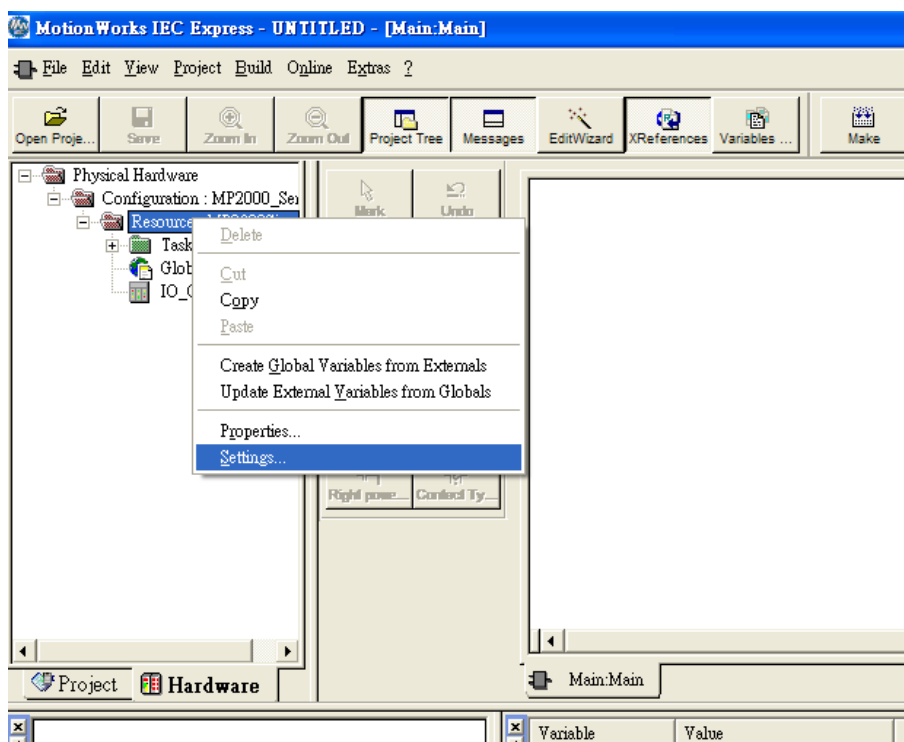 MotionWorks IEC Express - UNTITLED - [Main:Main]
File Edit View Project Build Online Extras ?
Open Proje... Save Zoom In Zoom Out Project Tree Messages EditWizard XReferences Variables ... Make
Physical Hardware
Configuration : MP2000_Ser
Resource
Task
Glob
IO_
Mark Undo
Delete
Cut
Copy
Paste
Create Global Variables from Externals
Update External Variables from Globals
Properties...
Settings...
Right powe... Contact Ty...
Project Hardware
Main:Main
Variable Value